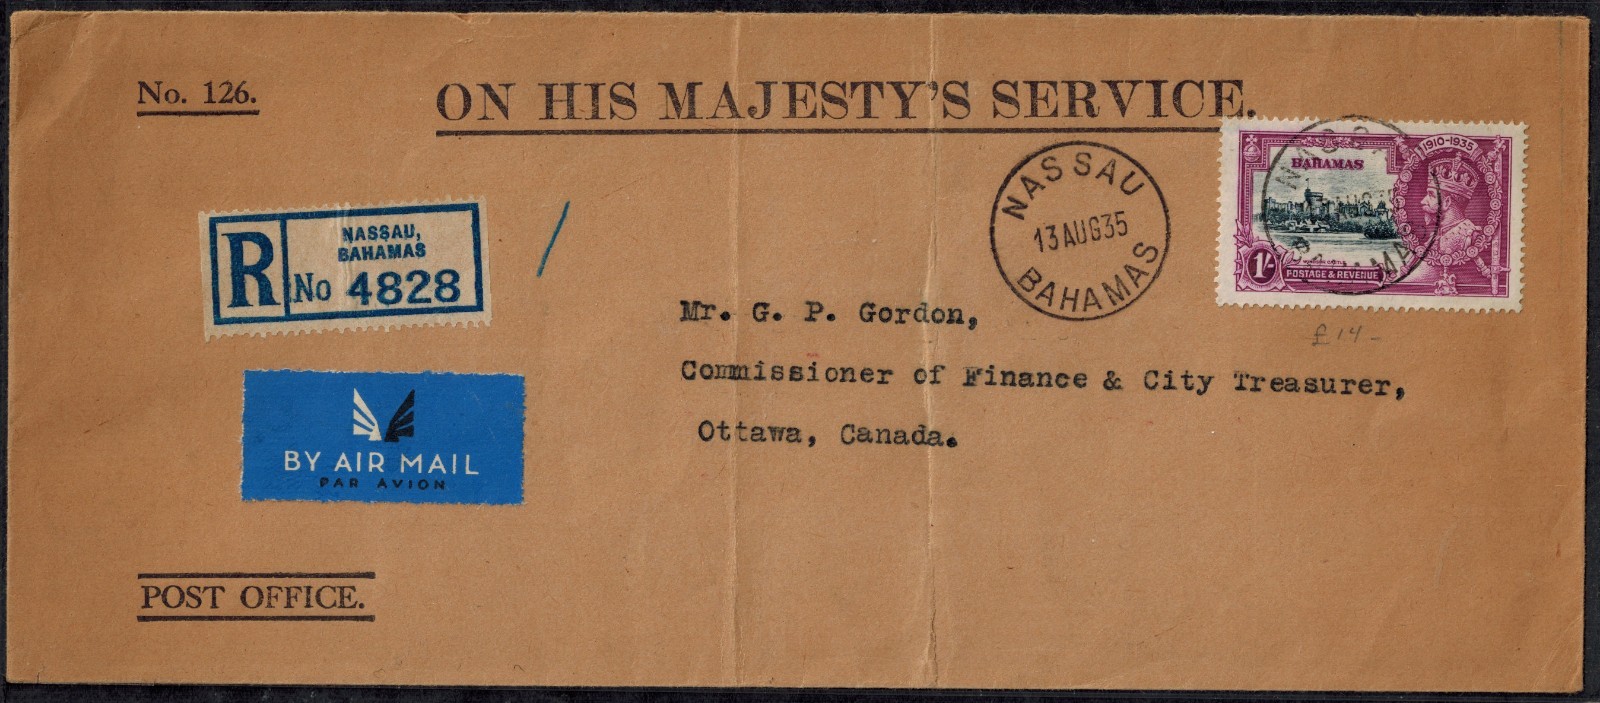 No. 126.
ON HIS MAJESTY'S SERVICE.
R
NASSAU,
BAHAMAS
No 4828
NASSAU
13 AUG 35
BAHAMAS
BAHAMAS
1910-1935
1/-
POSTAGE & REVENUE
£14-
Mr. G. P. Gordon,
Commissioner of Finance & City Treasurer,
Ottawa, Canada.
BY AIR MAIL
PAR AVION
POST OFFICE.